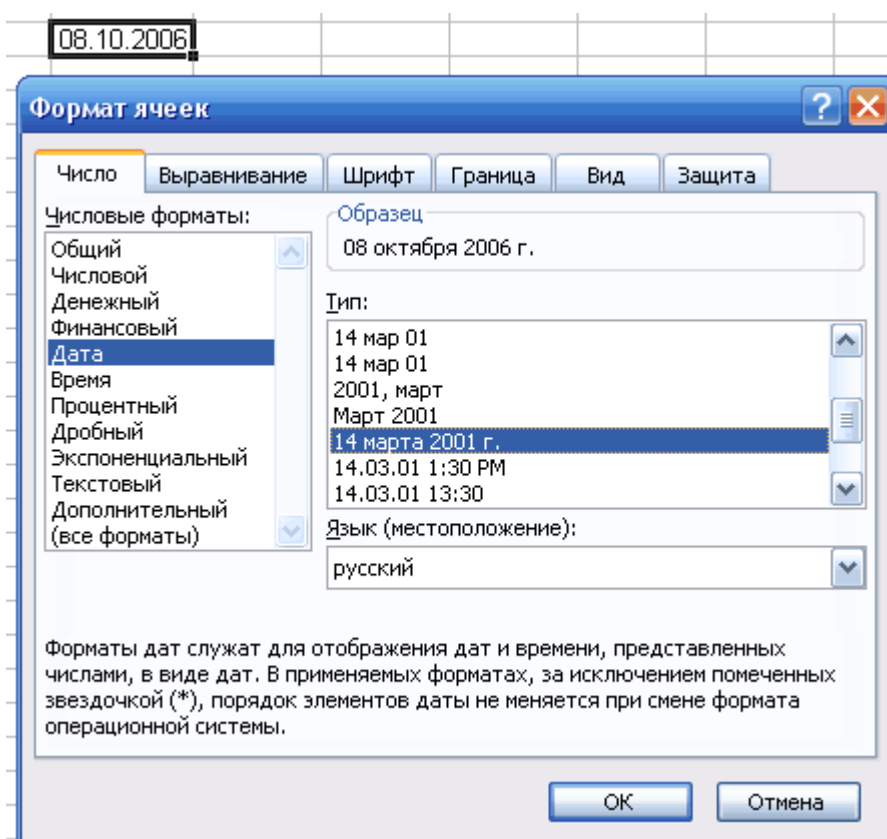 08.10.2006
Формат ячеек
Число Выравнивание Шрифт Граница Вид Защита
Числовые форматы:
Общий
Числовой
Денежный
Финансовый
Дата
Время
Процентный
Дробный
Экспоненциальный
Текстовый
Дополнительный
(все форматы)
Образец
08 октября 2006 г.
Тип:
14 мар 01
14 мар 01
2001, март
Март 2001
14 марта 2001 г.
14.03.01 1:30 PM
14.03.01 13:30
Язык (местоположение):
русский
Форматы дат служат для отображения дат и времени, представленных
числами, в виде дат. В применяемых форматах, за исключением помеченных
звездочкой (*), порядок элементов даты не меняется при смене формата
операционной системы.
ОК Отмена